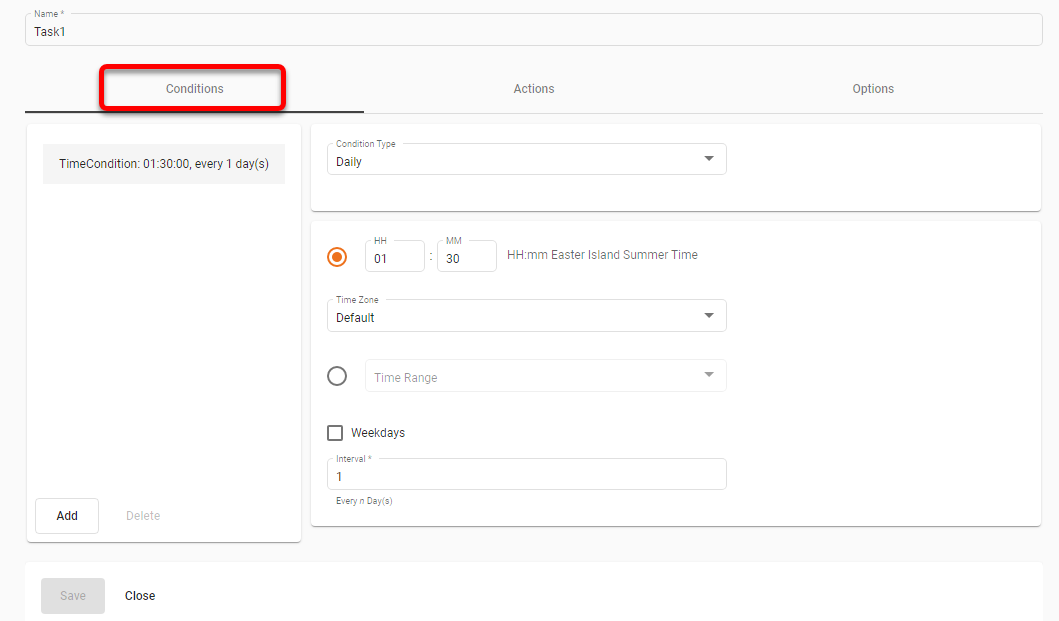 Name *
Task1
Conditions
Actions
Options
TimeCondition: 01:30:00, every 1 day(s)
Add
Delete
Condition Type
Daily
HH
01
:
MM
30
HH:mm Easter Island Summer Time
Time Zone
Default
Time Range
Weekdays
Interval *
1
Every n Day(s)
Save
Close